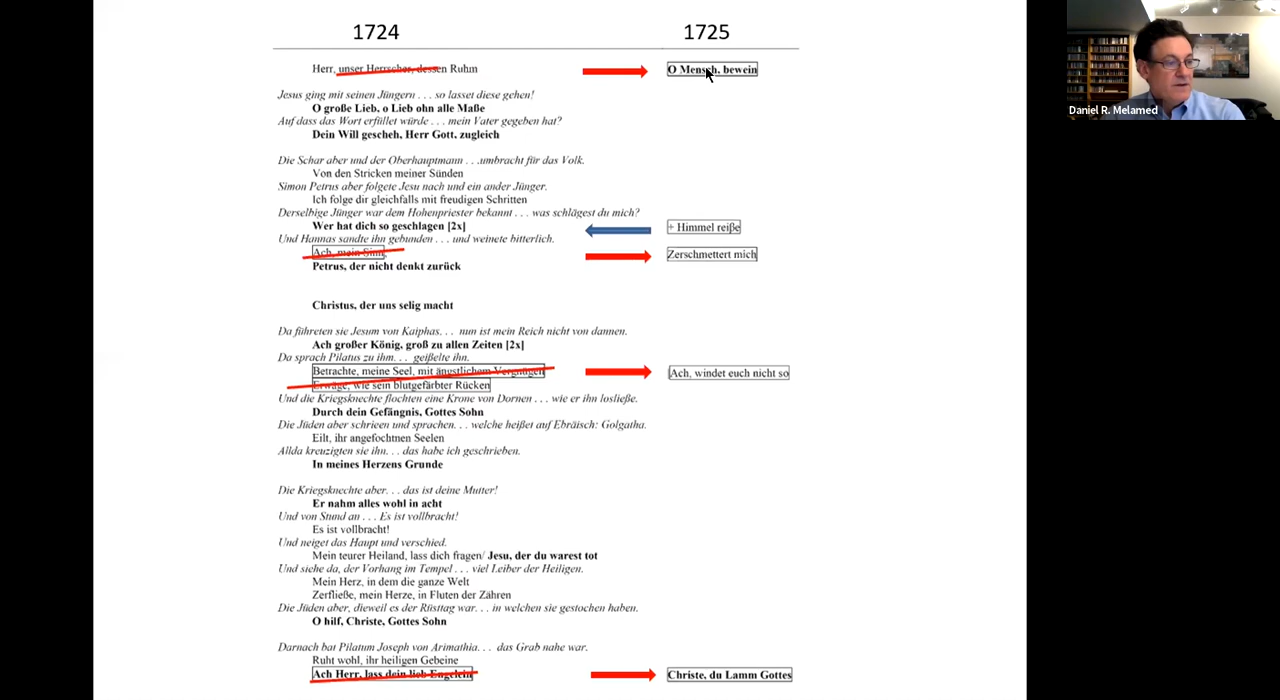 1724 1725
Herr, unser Herrscher, dessen Ruhm O Mensch, bewein
Daniel R. Melamed
Jesus ging mit seinen Jüngern . . . so lasset diese gehen!
O große Lieb, o Lieb ohn alle Maße
Auf dass das Wort erfüllet würde . . . mein Vater gegeben hat?
Dein Will gescheh, Herr Gott, zugleich
Die Schar aber und der Oberhauptmann . . .umbracht für das Volk.
Von den Stricken meiner Sünden
Simon Petrus aber folgete Jesu nach und ein ander Jünger.
Ich folge dir gleichfalls mit freudigen Schritten
Derselbige Jünger war dem Hohenpriester bekannt . . . was schlägest du mich?
Wer hat dich so geschlagen [2x] + Himmel reiße
Und Hannas sandte ihn gebunden . . . und weinete bitterlich.
Ach, mein Sinn Zerschmettert mich
Petrus, der nicht denkt zurück
Christus, der uns selig macht
Da führeten sie Jesum von Kaiphas. . . nun ist mein Reich nicht von dannen.
Ach großer König, groß zu allen Zeiten [2x]
Da sprach Pilatus zu ihm. . . geißelte ihn.
Betrachte, meine Seel, mit ängstlichem Vergnügen Ach, windet euch nicht so
Erwäge, wie sein blutgefärbter Rücken
Und die Kriegsknechte flochten eine Krone von Dornen . . . wie er ihn losließe.
Durch dein Gefängnis, Gottes Sohn
Die Jüden aber schrieen und sprachen. . . welche heißet auf Ebräisch: Golgatha.
Eilt, ihr angefochtnen Seelen
Allda kreuzigten sie ihn. . . das habe ich geschrieben.
In meines Herzens Grunde
Die Kriegsknechte aber. . . das ist deine Mutter!
Er nahm alles wohl in acht
Und von Stund an . . . Es ist vollbracht!
Es ist vollbracht!
Und neiget das Haupt und verschied.
Mein teurer Heiland, lass dich fragen/ Jesu, der du warest tot
Und siehe da, der Vorhang im Tempel . . . viel Leiber der Heiligen.
Mein Herz, in dem die ganze Welt
Zerfließe, mein Herze, in Fluten der Zähren
Die Jüden aber, dieweil es der Rüsttag war. . . in welchen sie gestochen haben.
O hilf, Christe, Gottes Sohn
Darnach bat Pilatum Joseph von Arimathia. . . das Grab nahe war.
Ruht wohl, ihr heiligen Gebeine
Ach Herr, lass dein lieb Engelein Christe, du Lamm Gottes